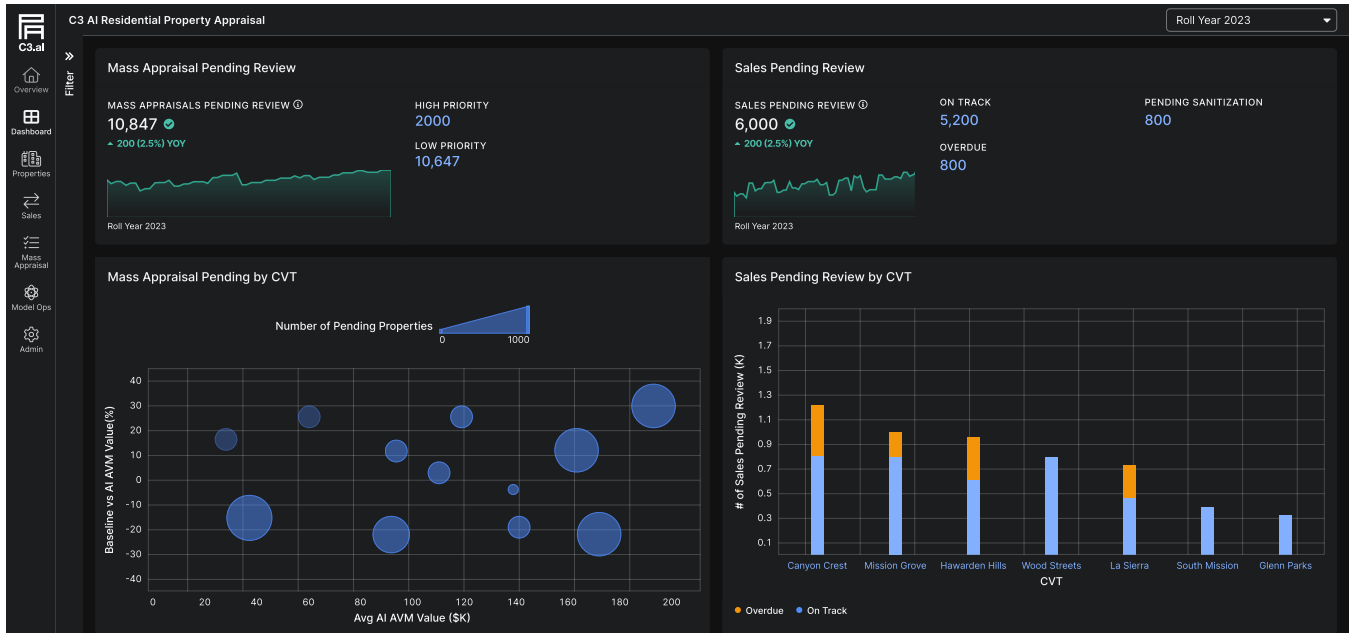 C3.ai
C3 AI Residential Property Appraisal
Roll Year 2023
Overview
Dashboard
Properties
Sales
Mass
Appraisal
Model Ops
Admin
Filter
Mass Appraisal Pending Review
MASS APPRAISALS PENDING REVIEW
10,847
200 (2.5%) YOY
Roll Year 2023
HIGH PRIORITY
2000
LOW PRIORITY
10,647
Sales Pending Review
SALES PENDING REVIEW
6,000
200 (2.5%) YOY
Roll Year 2023
ON TRACK
5,200
OVERDUE
800
PENDING SANITIZATION
800
Mass Appraisal Pending by CVT
Number of Pending Properties
0 1000
Baseline vs AI AVM Value(%)
40
30
20
10
0
-10
-20
-30
-40
0 20 40 60 80 100 120 140 160 180 200
Avg AI AVM Value ($K)
Sales Pending Review by CVT
# of Sales Pending Review (K)
1.9
1.7
1.5
1.3
1.1
0.9
0.7
0.5
0.3
0.1
Canyon Crest Mission Grove Hawarden Hills Wood Streets La Sierra South Mission Glenn Parks
CVT
Overdue On Track